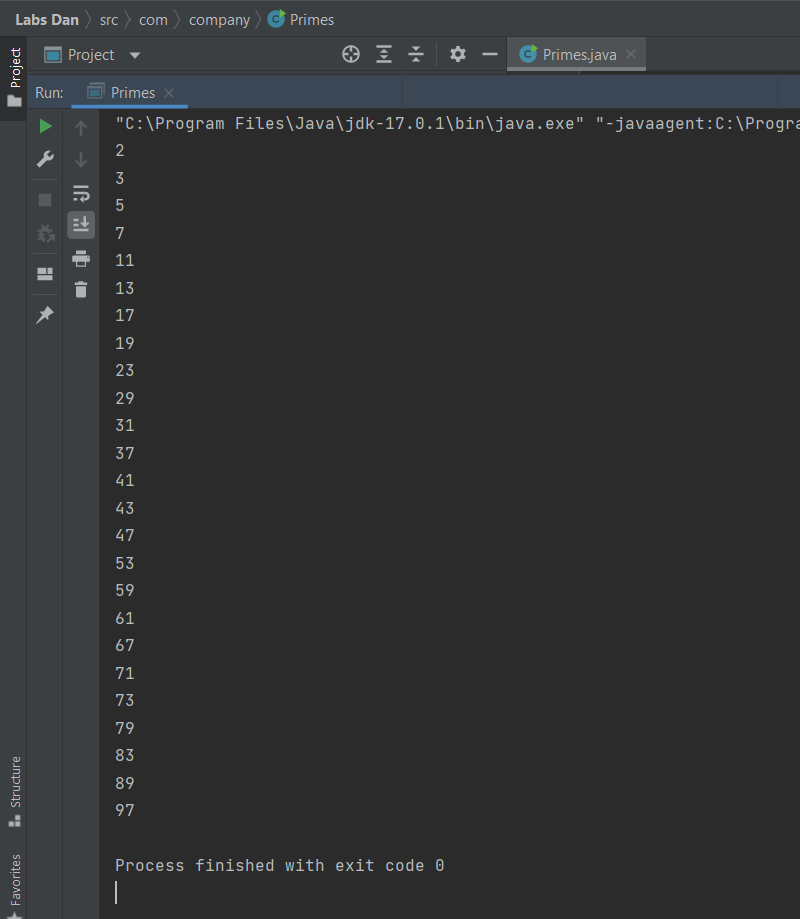 Labs Dan src com company Primes
Project
Project
Primes.java
Run: Primes
"C:\Program Files\Java\jdk-17.0.1\bin\java.exe" "-javaagent:C:\Progra
2
3
5
7
11
13
17
19
23
29
31
37
41
43
47
53
59
61
67
71
73
79
83
89
97
Process finished with exit code 0
Structure
Favorites